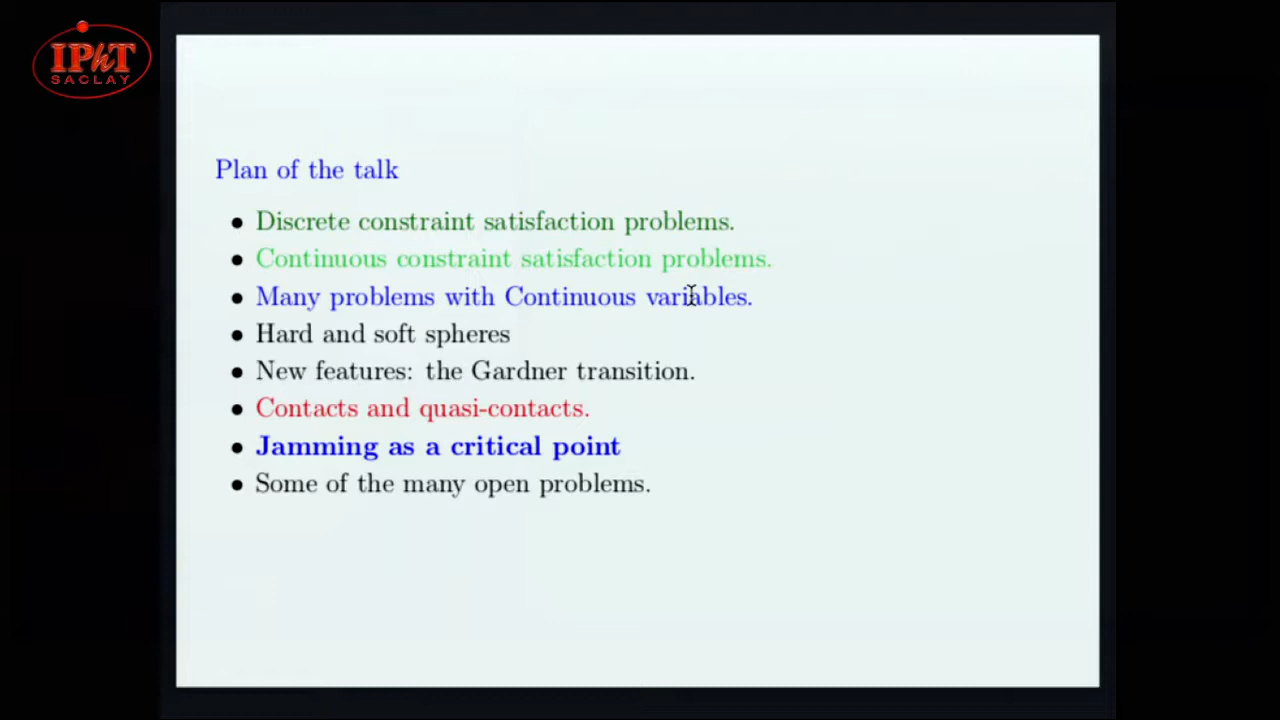 IPhT
SACLAY
Plan of the talk
• Discrete constraint satisfaction problems.
• Continuous constraint satisfaction problems.
• Many problems with Continuous variables.
• Hard and soft spheres
• New features: the Gardner transition.
• Contacts and quasi-contacts.
• Jamming as a critical point
• Some of the many open problems.